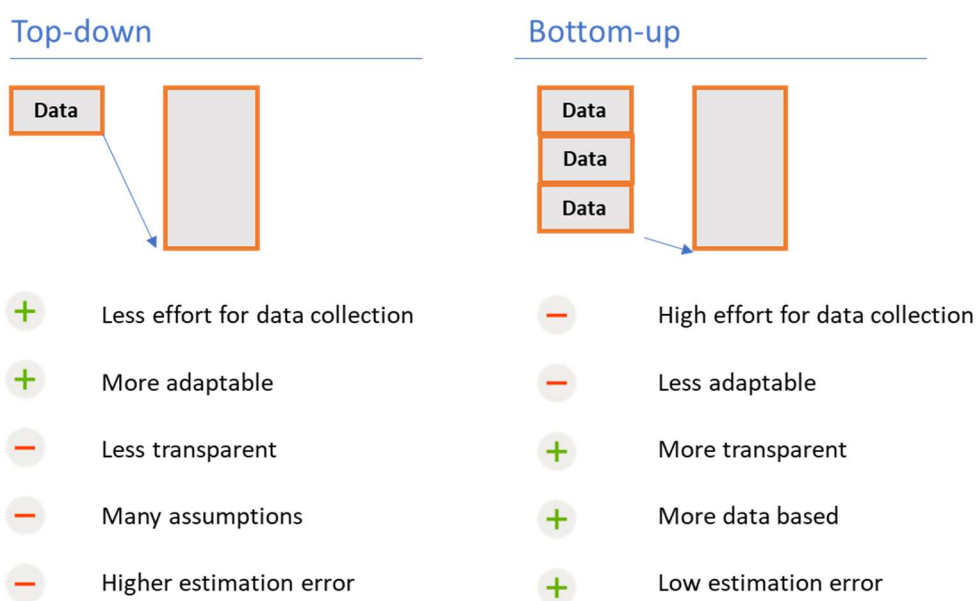 Top-down
Data
Less effort for data collection
More adaptable
Less transparent
Many assumptions
Higher estimation error
Bottom-up
Data
Data
Data
High effort for data collection
Less adaptable
More transparent
More data based
Low estimation error